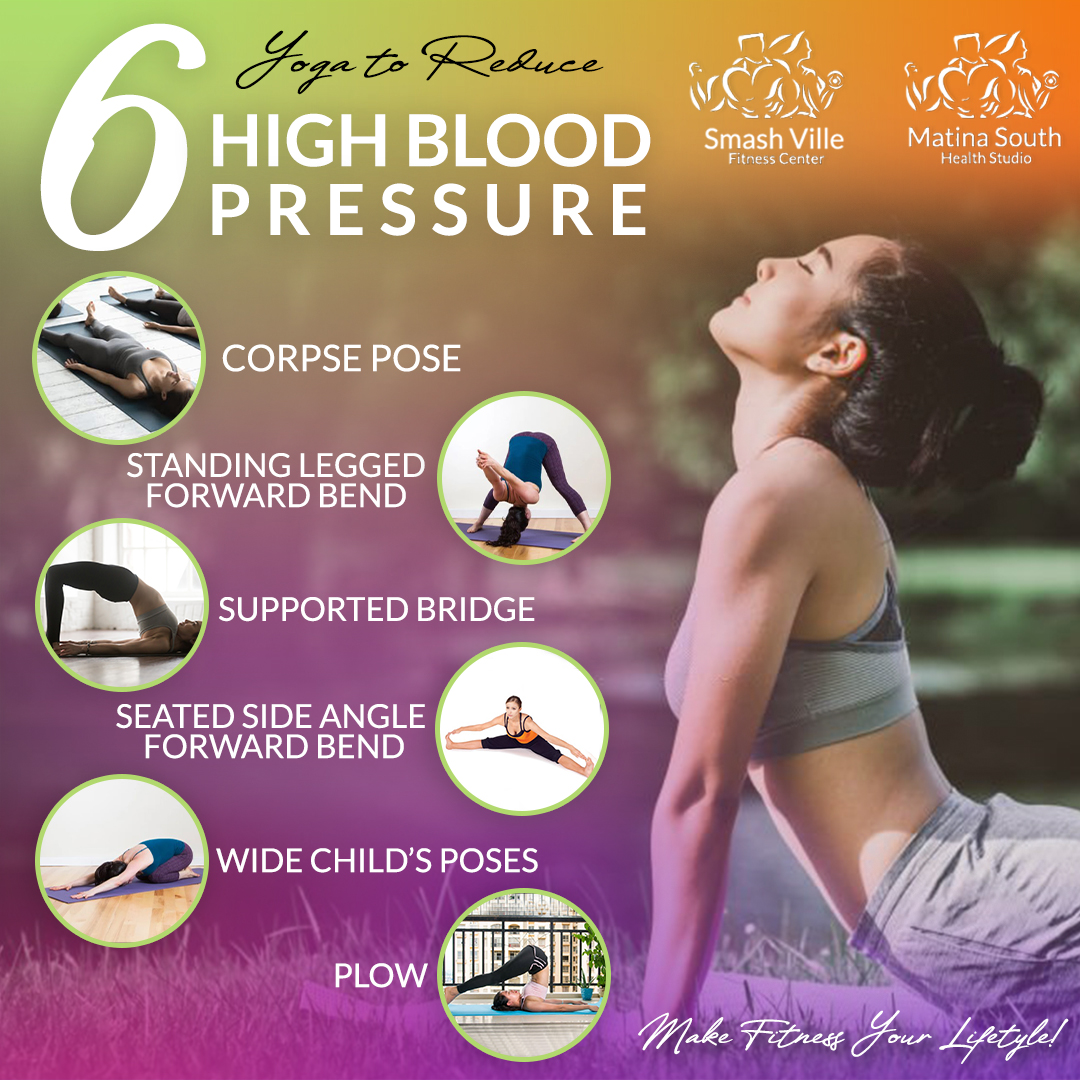 6
Yoga to Reduce
HIGH BLOOD
PRESSURE
Smash Ville
Fitness Center
Matina South
Health Studio
CORPSE POSE
STANDING LEGGED
FORWARD BEND
SUPPORTED BRIDGE
SEATED SIDE ANGLE
FORWARD BEND
WIDE CHILD'S POSES
PLOW
Make Fitness Your Lifetyle!